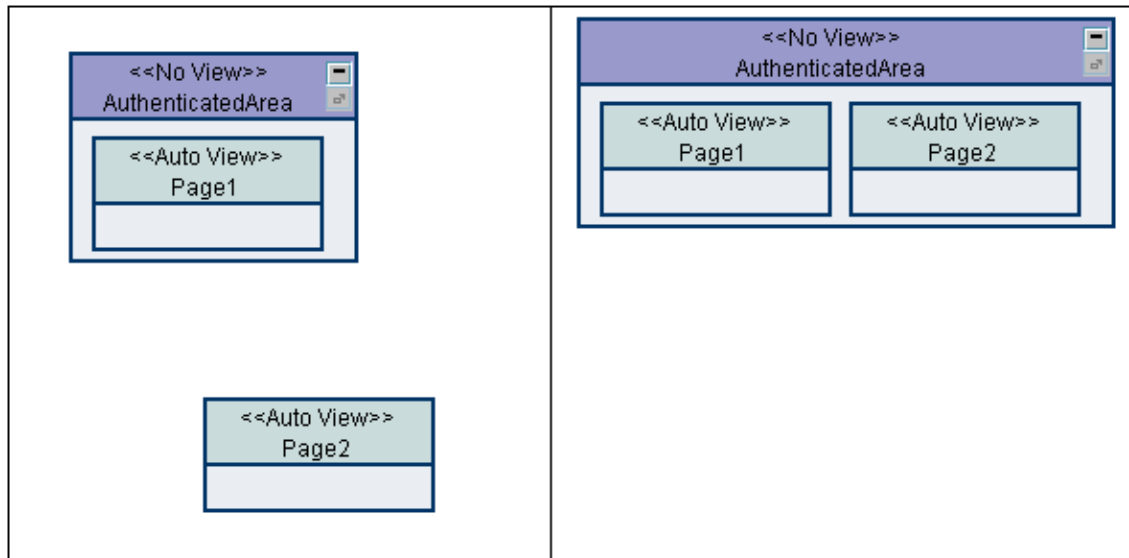 <<No View>>
AuthenticatedArea
<<Auto View>>
Page1
<<Auto View>>
Page2
<<No View>>
AuthenticatedArea
<<Auto View>>
Page1
<<Auto View>>
Page2